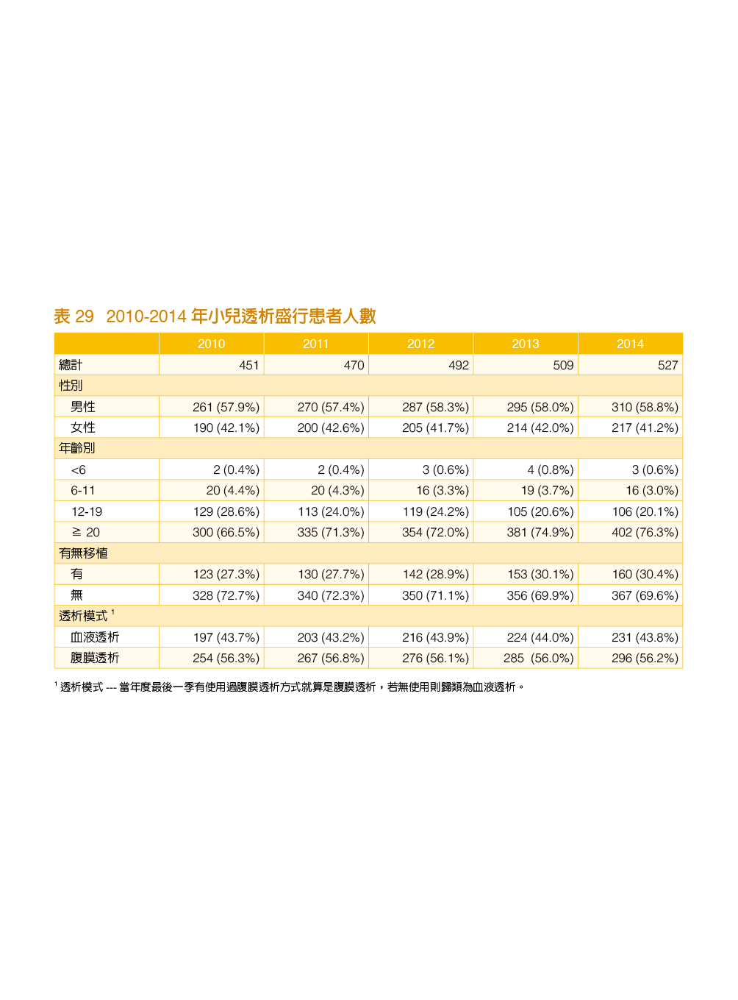 表 29 2010-2014 年小兒透析盛行患者人數
2010 2011 2012 2013 2014
總計 451 470 492 509 527
性別
男性 261 (57.9%) 270 (57.4%) 287 (58.3%) 295 (58.0%) 310 (58.8%)
女性 190 (42.1%) 200 (42.6%) 205 (41.7%) 214 (42.0%) 217 (41.2%)
年齡別
<6 2 (0.4%) 2 (0.4%) 3 (0.6%) 4 (0.8%) 3 (0.6%)
6-11 20 (4.4%) 20 (4.3%) 16 (3.3%) 19 (3.7%) 16 (3.0%)
12-19 129 (28.6%) 113 (24.0%) 119 (24.2%) 105 (20.6%) 106 (20.1%)
≧ 20 300 (66.5%) 335 (71.3%) 354 (72.0%) 381 (74.9%) 402 (76.3%)
有無移植
有 123 (27.3%) 130 (27.7%) 142 (28.9%) 153 (30.1%) 160 (30.4%)
無 328 (72.7%) 340 (72.3%) 350 (71.1%) 356 (69.9%) 367 (69.6%)
透析模式 1
血液透析 197 (43.7%) 203 (43.2%) 216 (43.9%) 224 (44.0%) 231 (43.8%)
腹膜透析 254 (56.3%) 267 (56.8%) 276 (56.1%) 285 (56.0%) 296 (56.2%)
1 透析模式 --- 當年度最後一季有使用過腹膜透析方式就算是腹膜透析，若無使用則歸類為血液透析。